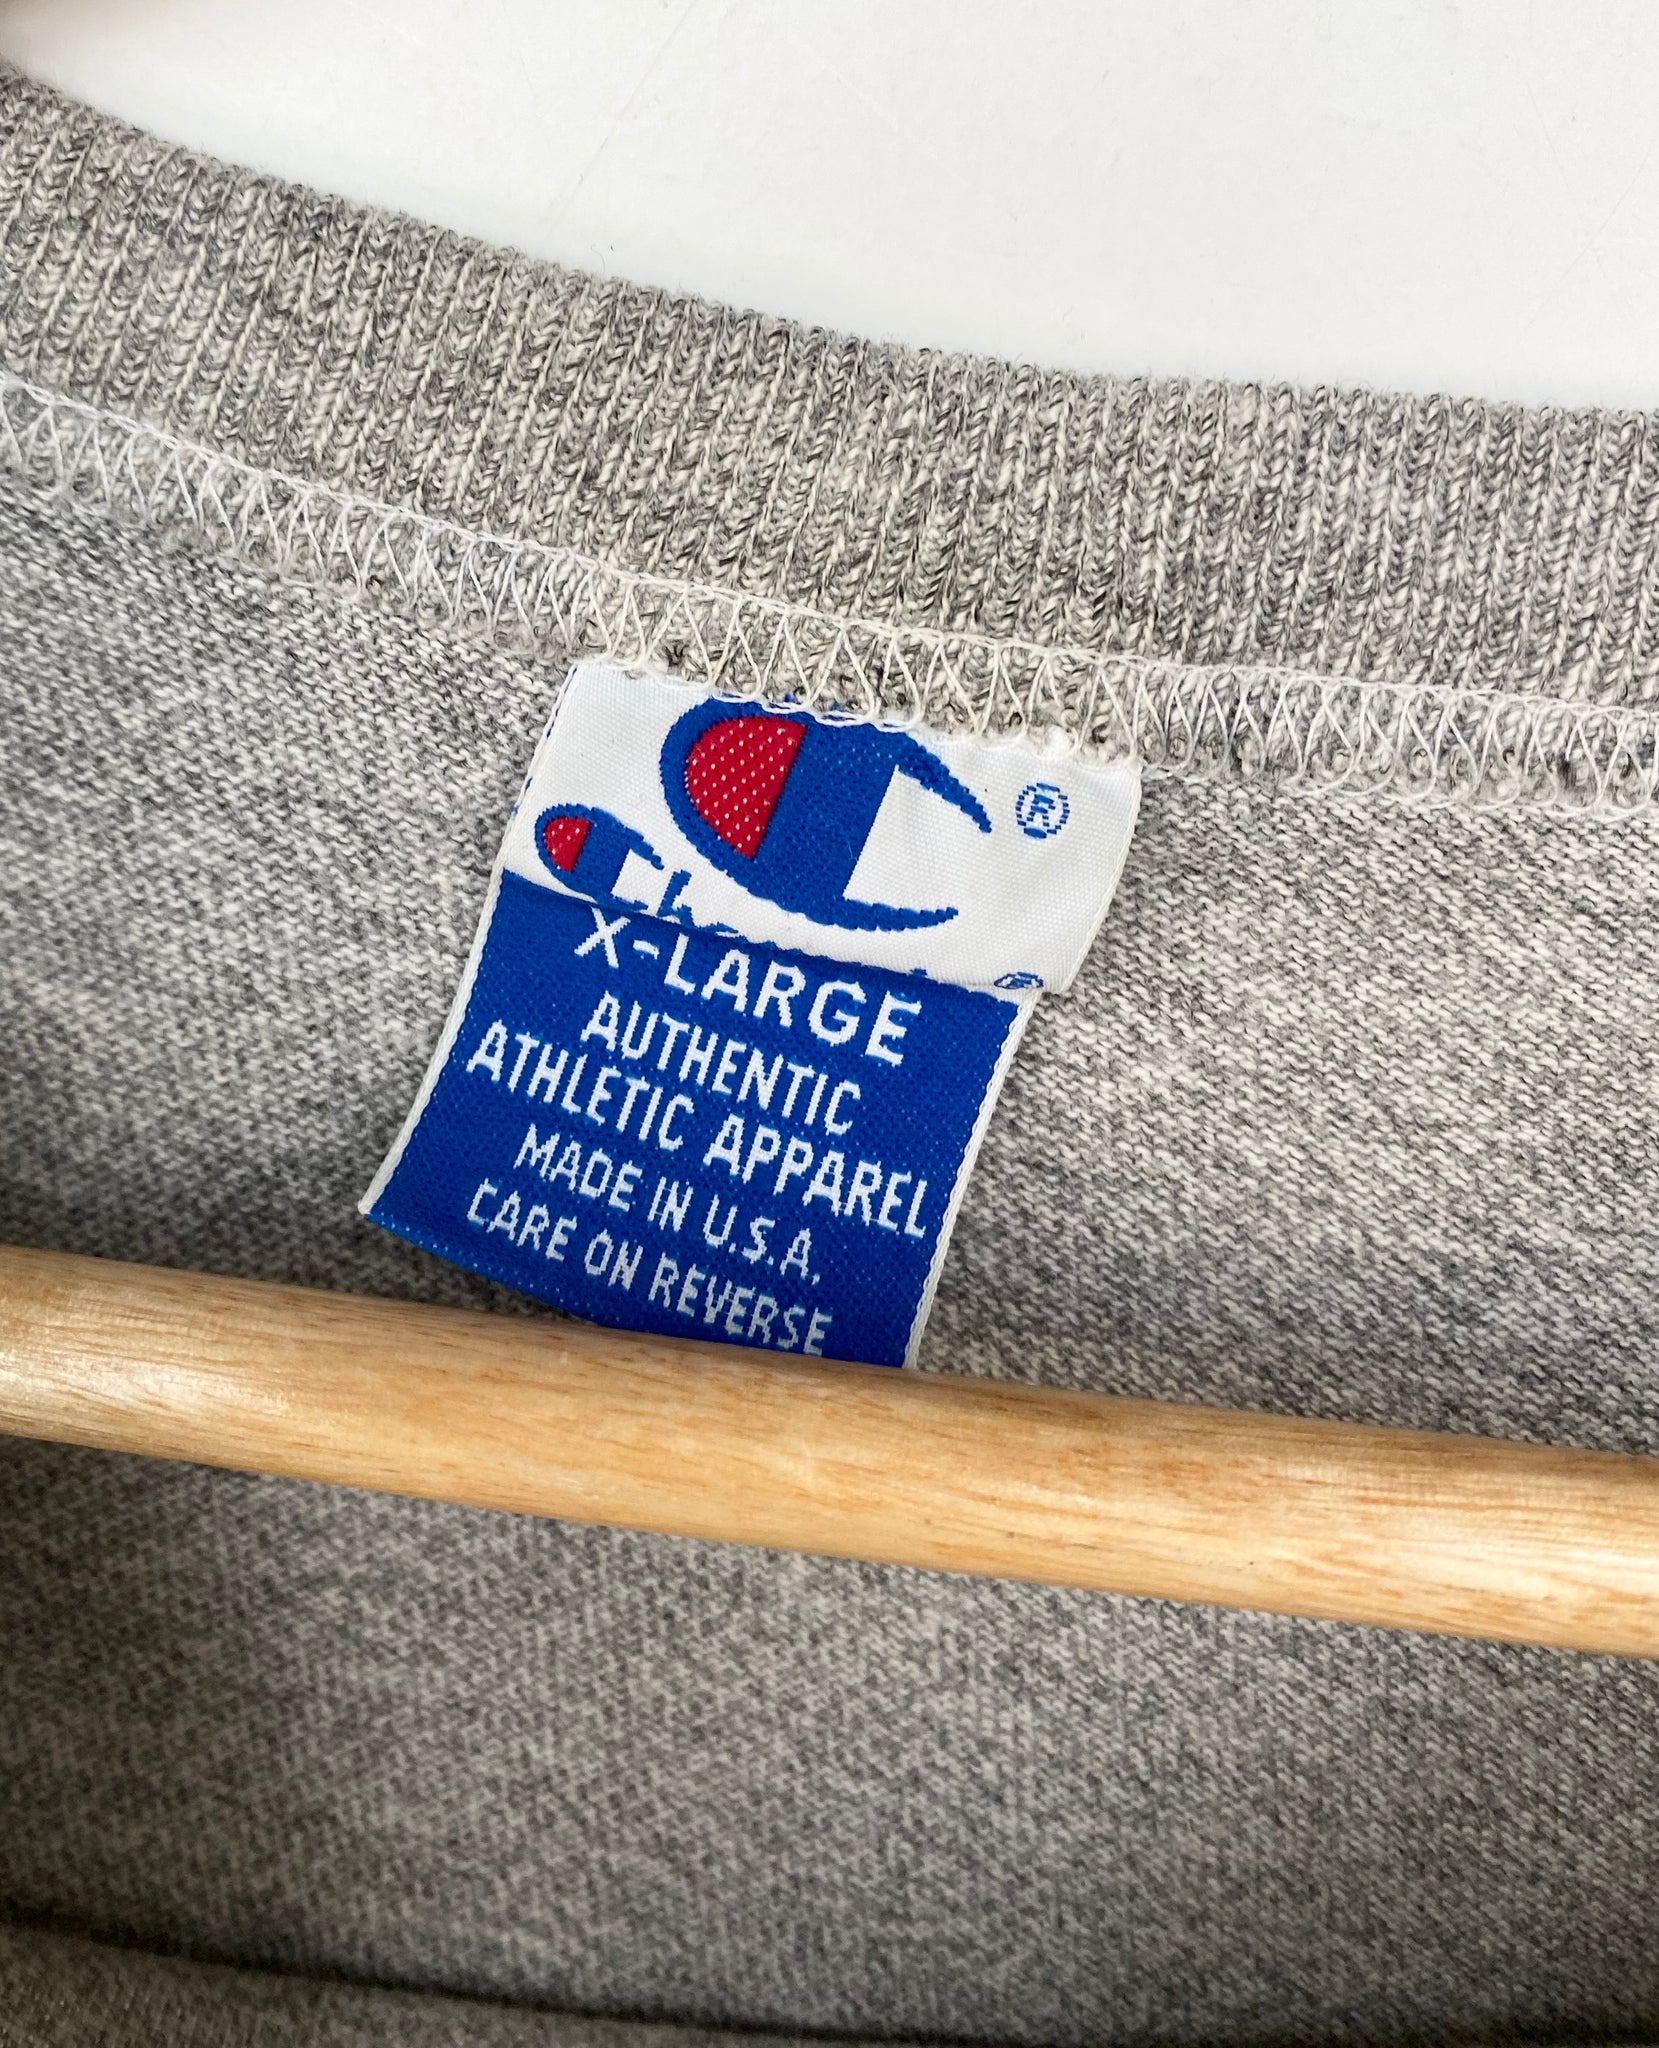 ®
®
X-LARGE
AUTHENTIC
ATHLETIC APPAREL
MADE IN U.S.A.
CARE ON REVERSE